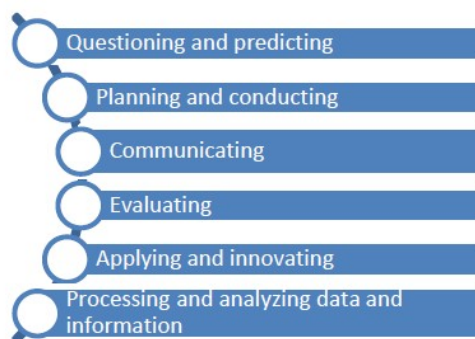 Questioning and predicting
Planning and conducting
Communicating
Evaluating
Applying and innovating
Processing and analyzing data and
information